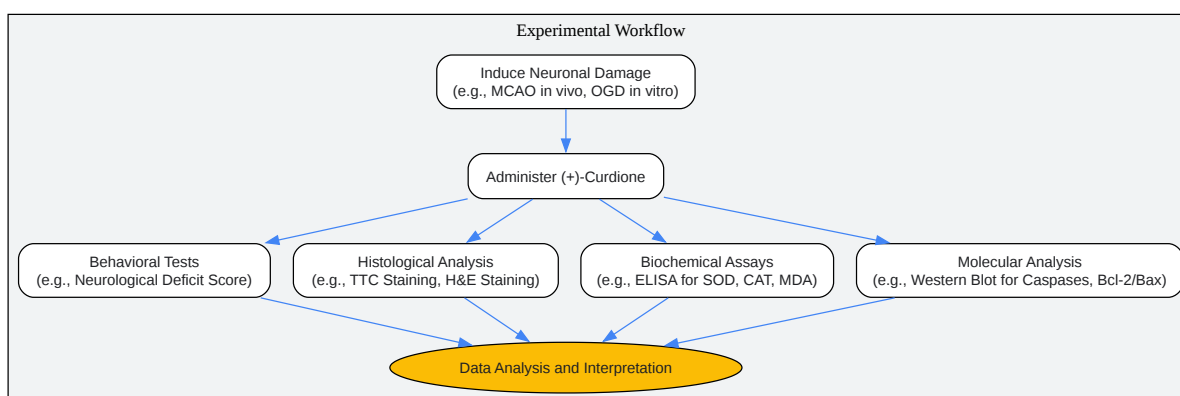 Experimental Workflow
Induce Neuronal Damage
(e.g., MCAO in vivo, OGD in vitro)
Administer (+)-Curdione
Behavioral Tests
(e.g., Neurological Deficit Score)
Histological Analysis
(e.g., TTC Staining, H&E Staining)
Biochemical Assays
(e.g., ELISA for SOD, CAT, MDA)
Molecular Analysis
(e.g., Western Blot for Caspases, Bcl-2/Bax)
Data Analysis and Interpretation